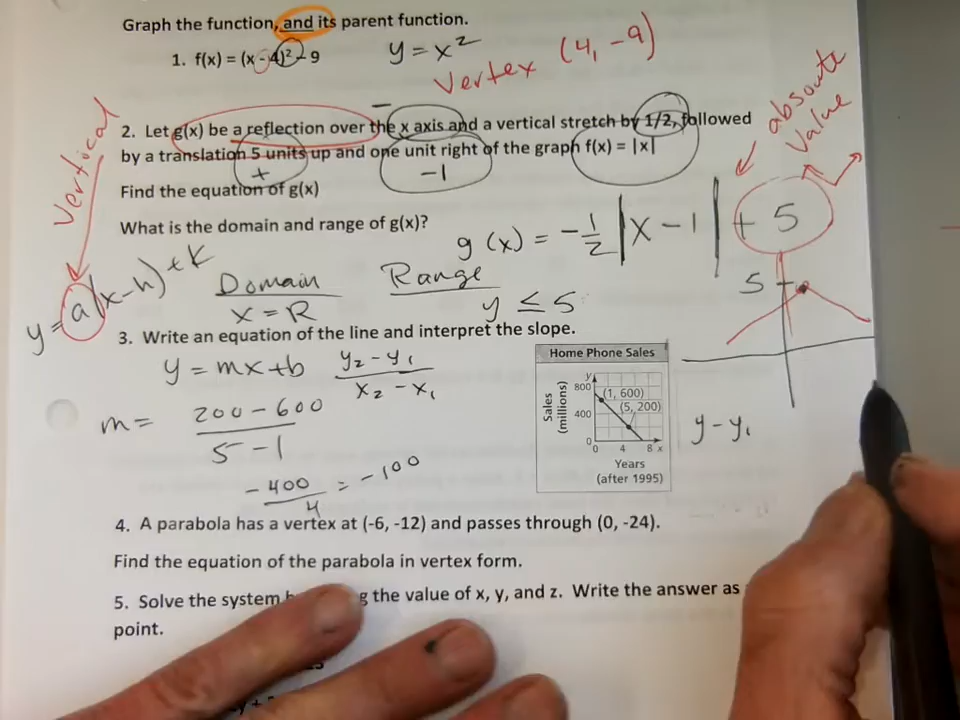 Graph the function, and its parent function.
1. f(x) = (x - 4)² - 9
y = x²
Vertex (4, -9)
absoute
value
Vertical
2. Let g(x) be a reflection over the x axis and a vertical stretch by 1/2, followed
by a translation 5 units up and one unit right of the graph f(x) = |x|
+
-1
Find the equation of g(x)
What is the domain and range of g(x)?
g(x) = -1/2 |x - 1| + 5
y = a(x-h) + k
Domain
x = R
Range
y ≤ 5
5
3. Write an equation of the line and interpret the slope.
y = mx+b
y₂ - y₁
x₂ - x₁
m = 200 - 600
5 - 1
-400
4
= -100
Home Phone Sales
Sales
(millions)
y
800
400
0
(1, 600)
(5, 200)
0 4 8 x
Years
(after 1995)
y - y₁
4. A parabola has a vertex at (-6, -12) and passes through (0, -24).
Find the equation of the parabola in vertex form.
5. Solve the system the value of x, y, and z. Write the answer as
point.